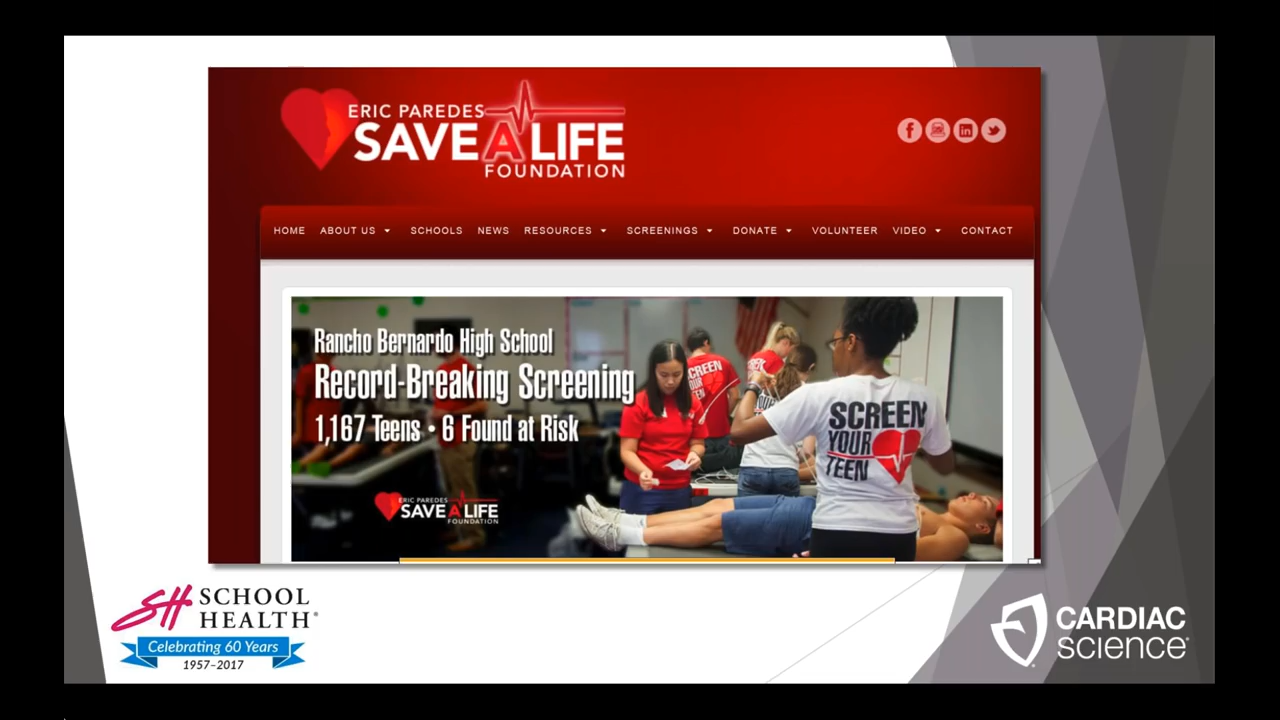 ERIC PAREDES
SAVE A LIFE
FOUNDATION
HOME ABOUT US SCHOOLS NEWS RESOURCES SCREENINGS DONATE VOLUNTEER VIDEO CONTACT
Rancho Bernardo High School
Record-Breaking Screening
1,167 Teens • 6 Found at Risk
SCREEN
SCREEN
YOUR
TEEN
ERIC PAREDES
SAVE A LIFE
FOUNDATION
SH SCHOOL
HEALTH®
Celebrating 60 Years
1957–2017
CARDIAC
science®